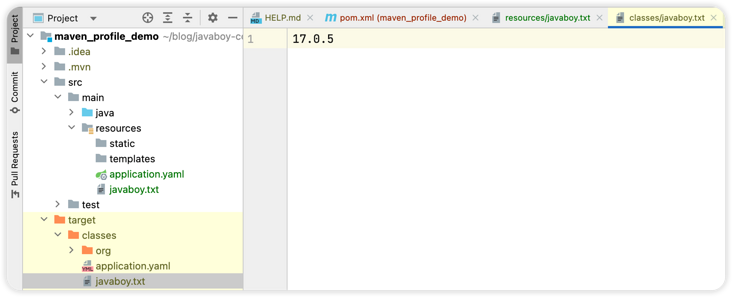 Project
Commit
Pull Requests
Project
HELP.md
pom.xml (maven_profile_demo)
resources/javaboy.txt
classes/javaboy.txt
maven_profile_demo ~/blog/javaboy-c
.idea
.mvn
src
main
java
resources
static
templates
application.yaml
javaboy.txt
test
target
classes
org
application.yaml
javaboy.txt
1 17.0.5